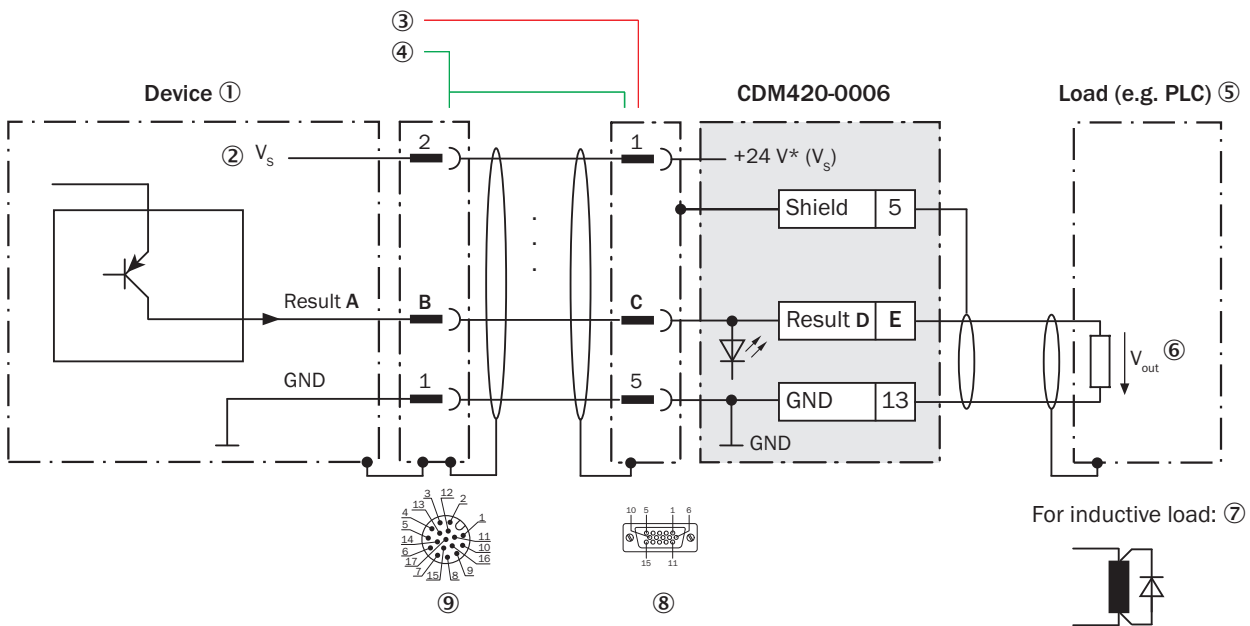 ③
④
Device ①
CDM420-0006
Load (e.g. PLC) ⑤
② Vs
2
1
+24 V* (Vs)
Shield 5
Result A
B
C
Result D E
Vout ⑥
GND
1
5
GND 13
GND
3 12
13 2
4 1
5 11
14 10
6 16
17
7 15 8 9
10 5 1 6
15 11
⑨
⑧
For inductive load: ⑦